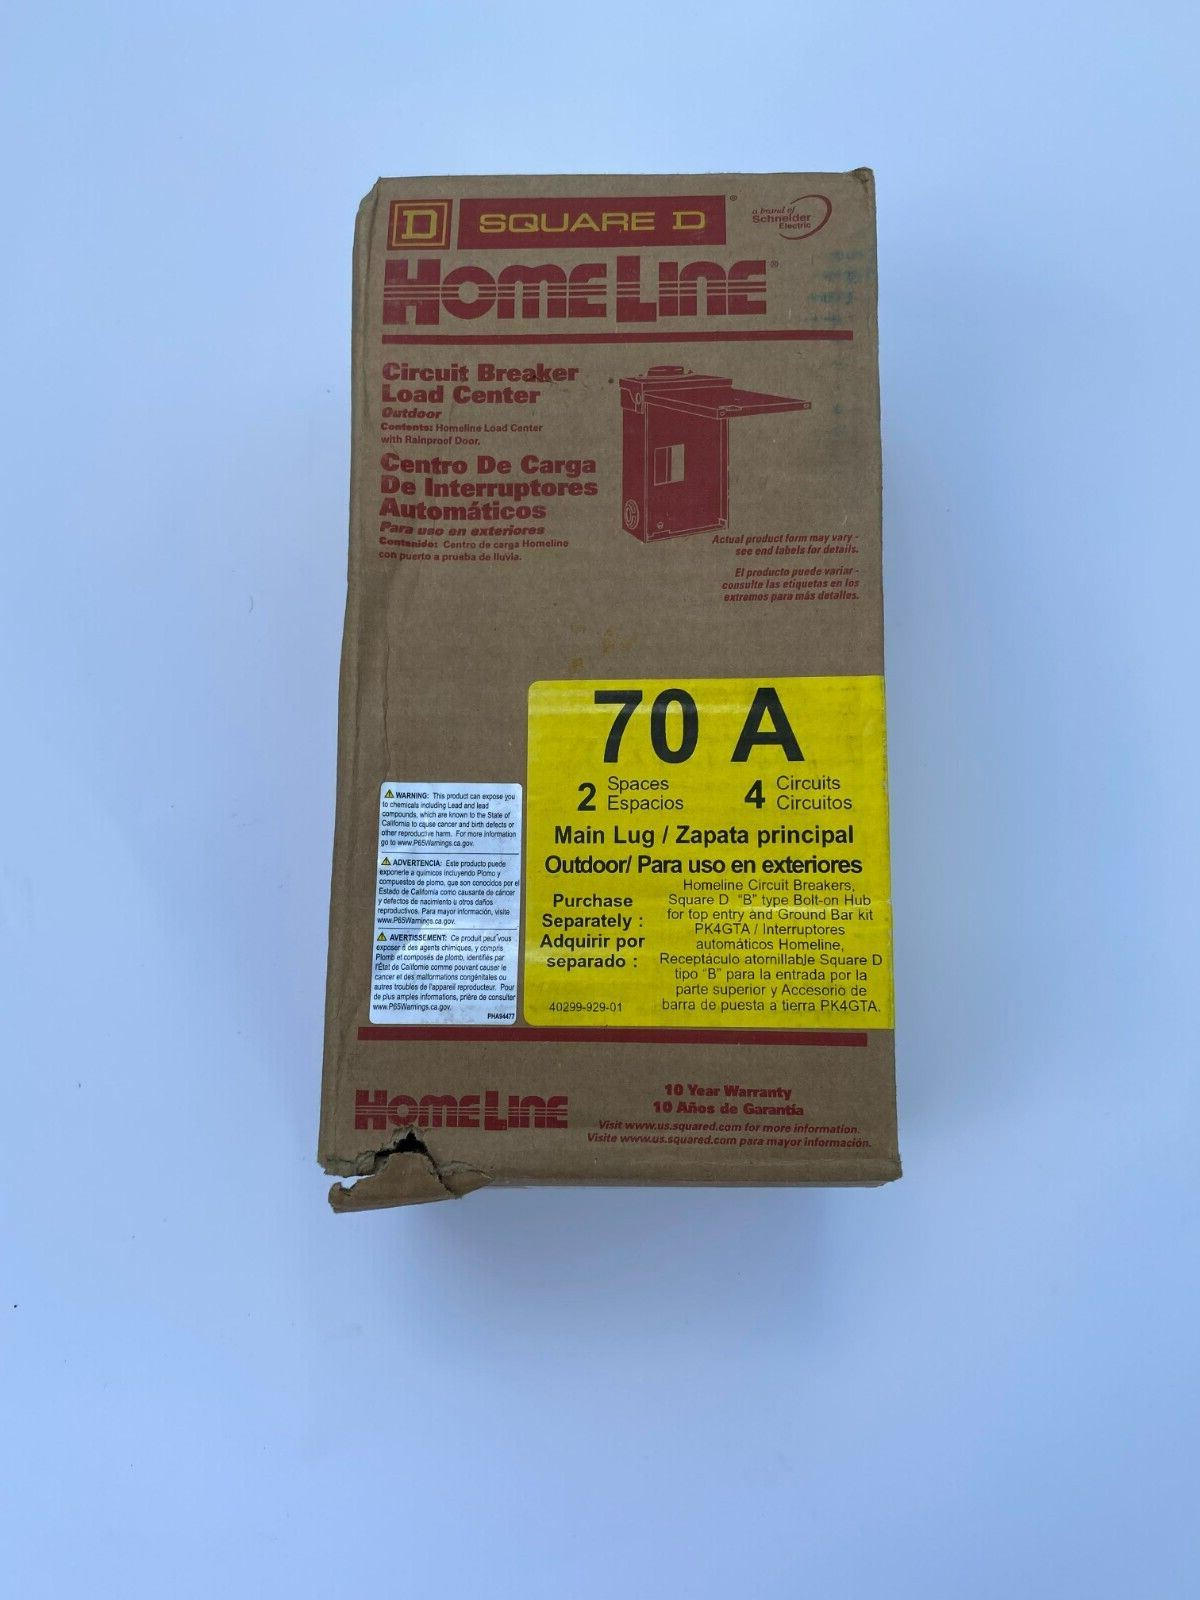 D SQUARE D ®
a brand of
Schneider
Electric
HOMELINE®
Circuit Breaker
Load Center
Outdoor
Contents: Homeline Load Center
with Rainproof Door.
Centro De Carga
De Interruptores
Automáticos
Para uso en exteriores
Contenido: Centro de carga Homeline
con puerto a prueba de lluvia.
Actual product form may vary -
see end labels for details.
El producto puede variar -
consulte las etiquetas en los
extremos para más detalles.
70 A
2 Spaces
Espacios
4 Circuits
Circuitos
Main Lug / Zapata principal
Outdoor/ Para uso en exteriores
Purchase
Separately :
Adquirir por
separado :
Homeline Circuit Breakers,
Square D "B" type Bolt-on Hub
for top entry and Ground Bar kit
PK4GTA / Interruptores
automáticos Homeline,
Receptáculo atornillable Square D
tipo "B" para la entrada por la
parte superior y Accesorio de
barra de puesta a tierra PK4GTA.
40299-929-01
WARNING: This product can expose you
to chemicals including Lead and lead
compounds, which are known to the State of
California to cause cancer and birth defects or
other reproductive harm. For more information
go to www.P65Warnings.ca.gov.
ADVERTENCIA: Este producto puede
exponerle a químicos incluyendo Plomo y
compuestos de plomo, que son conocidos por el
Estado de California como causante de cáncer
y defectos de nacimiento u otros daños
reproductivos. Para mayor información, visite
www.P65Warnings.ca.gov.
AVERTISSEMENT: Ce produit peut vous
exposer à des agents chimiques, y compris
Plomb et composés de plomb, identifiés par
l'État de Californie comme pouvant causer le
cancer et des malformations congénitales ou
autres troubles de l'appareil reproducteur. Pour
de plus amples informations, prière de consulter
www.P65Warnings.ca.gov.
PHA94477
HOMELINE
10 Year Warranty
10 Años de Garantía
Visit www.us.squared.com for more information.
Visite www.us.squared.com para mayor información.